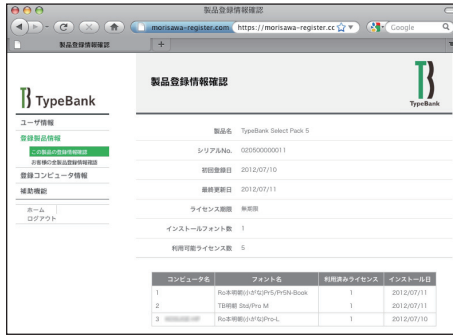 製品登録情報確認
morisawa-register.com
https://morisawa-register.cc
Google
製品登録情報確認
TypeBank
製品登録情報確認
TypeBank
ユーザ情報
登録製品情報
この製品の登録情報確認
お客様の全製品登録情報確認
登録コンピュータ情報
補助機能
ホーム
ログアウト
製品名 TypeBank Select Pack 5
シリアルNo. 020500000011
初回登録日 2012/07/10
最終更新日 2012/07/11
ライセンス期限 無期限
インストールフォント数 1
利用可能ライセンス数 5
コンピュータ名 フォント名 利用済みライセンス インストール日
1 Ro本明朝(小がな)Pr5/Pr5N-Book 1 2012/07/11
2 TB明朝 Std/Pro M 1 2012/07/11
3 Ro本明朝(小がな)Pro-L 1 2012/07/10